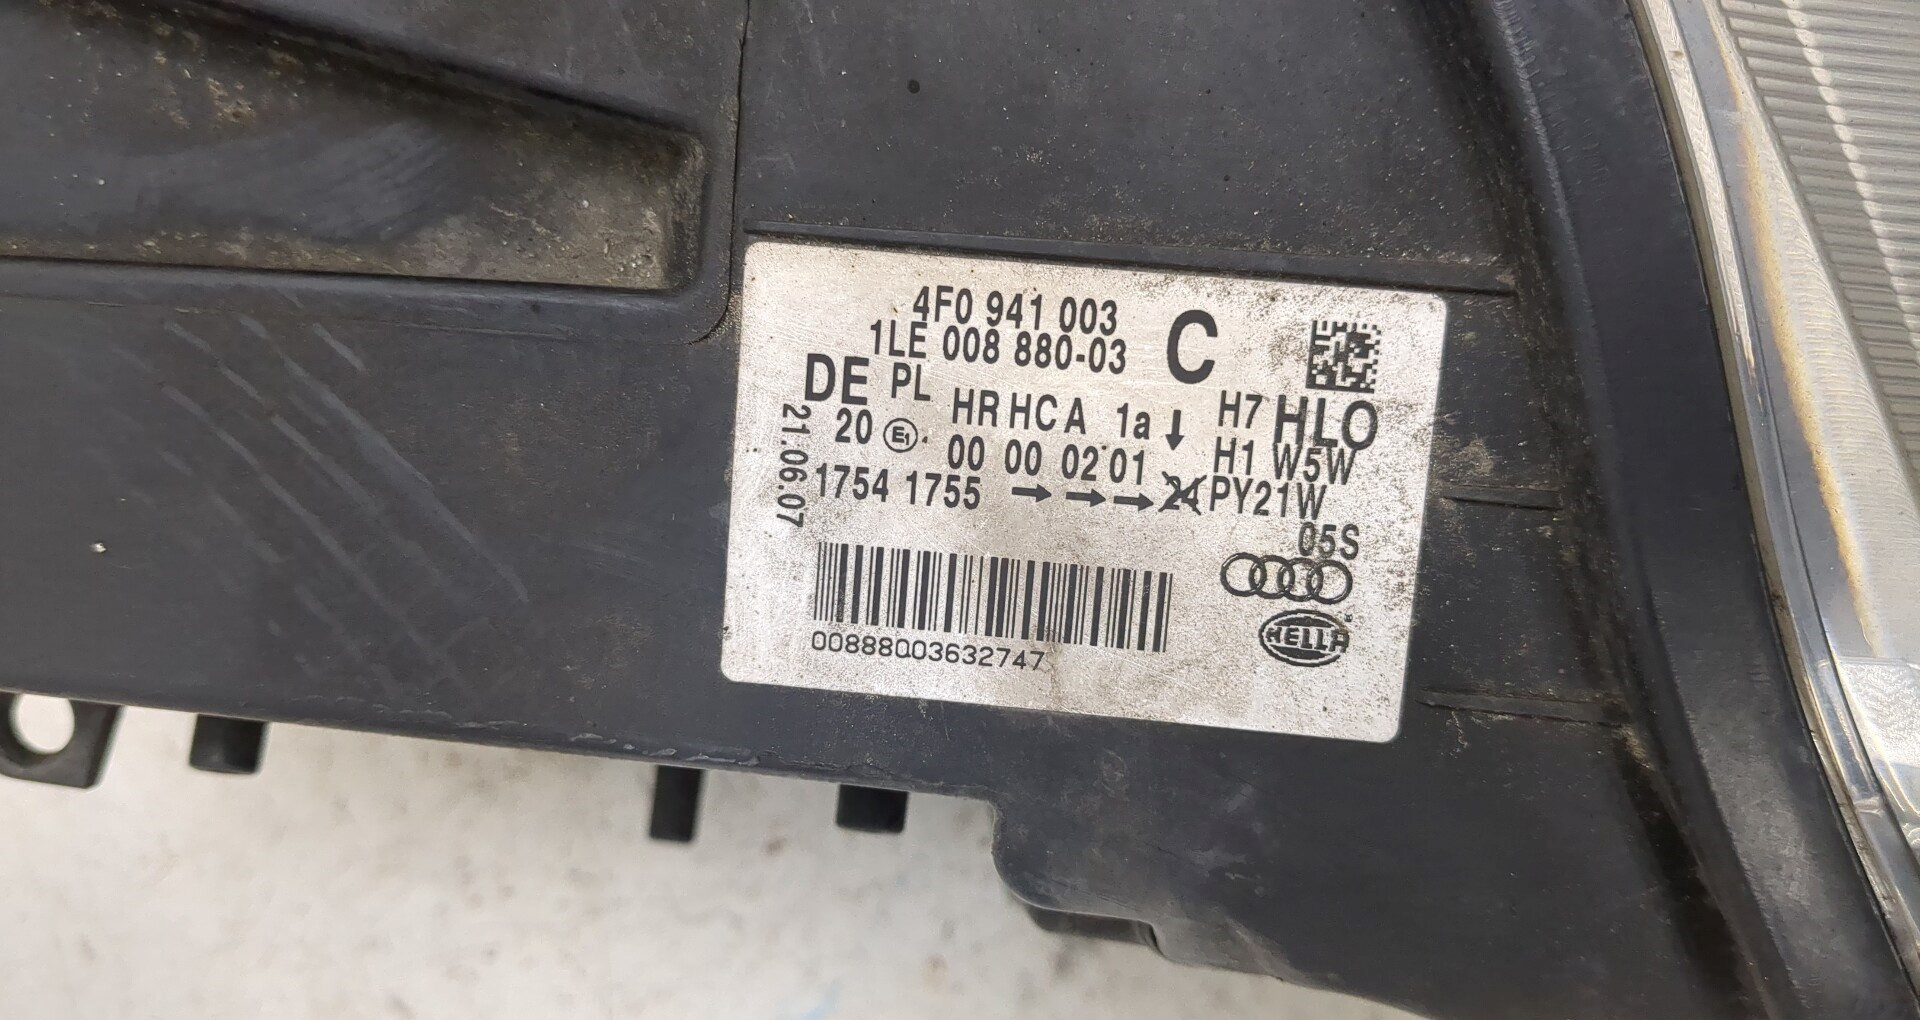 4F0 941 003 C
1LE 008 880-03
DE PL HR HC A 1a ↓ H7 HLO
20 E1 00 00 02 01 H1 W5W
1754 1755 → → → 24 PY21W
21.06.07
05S
00888003632747
HELLA